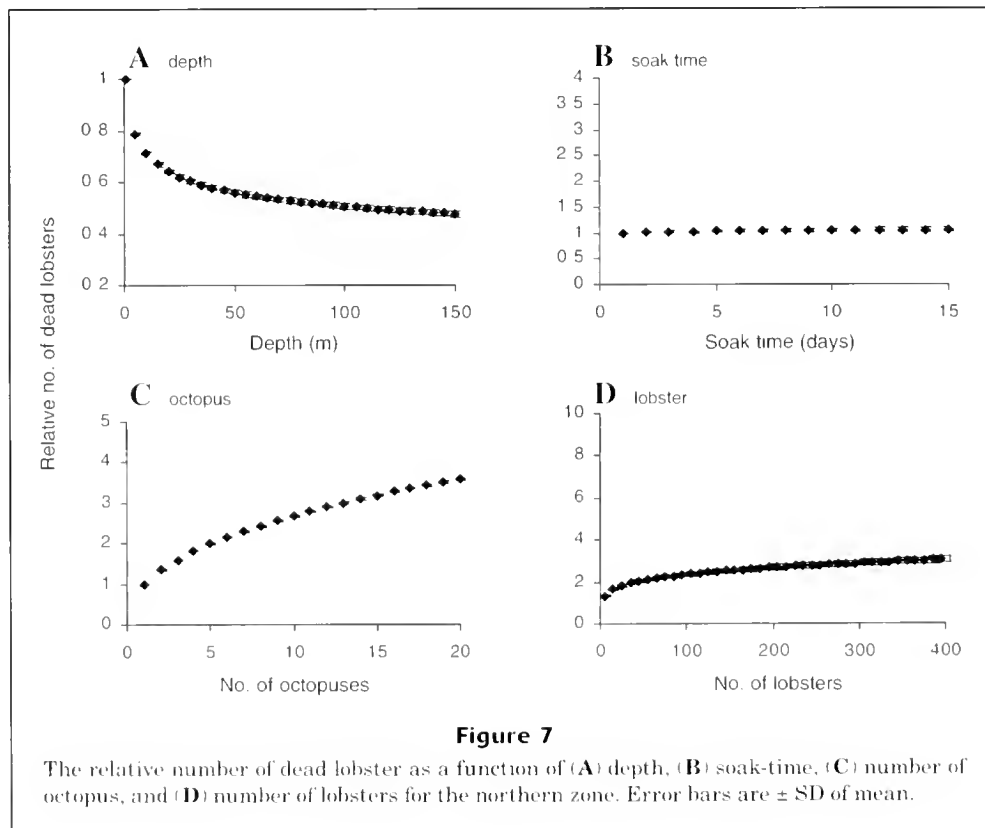 A depth
1
0 8
0 6
0 4
0 2
0 50 100 150
Depth (m)
B soak time
4
3 5
3
2 5
2
1 5
1
0 5
0
0 5 10 15
Soak time (days)
Relative no. of dead lobsters
C octopus
5
4
3
2
1
0
0 5 10 15 20
No. of octopuses
D lobster
10
8
6
4
2
0
0 100 200 300 400
No. of lobsters
Figure 7
The relative number of dead lobster as a function of (A) depth, (B) soak-time, (C) number of
octopus, and (D) number of lobsters for the northern zone. Error bars are ± SD of mean.